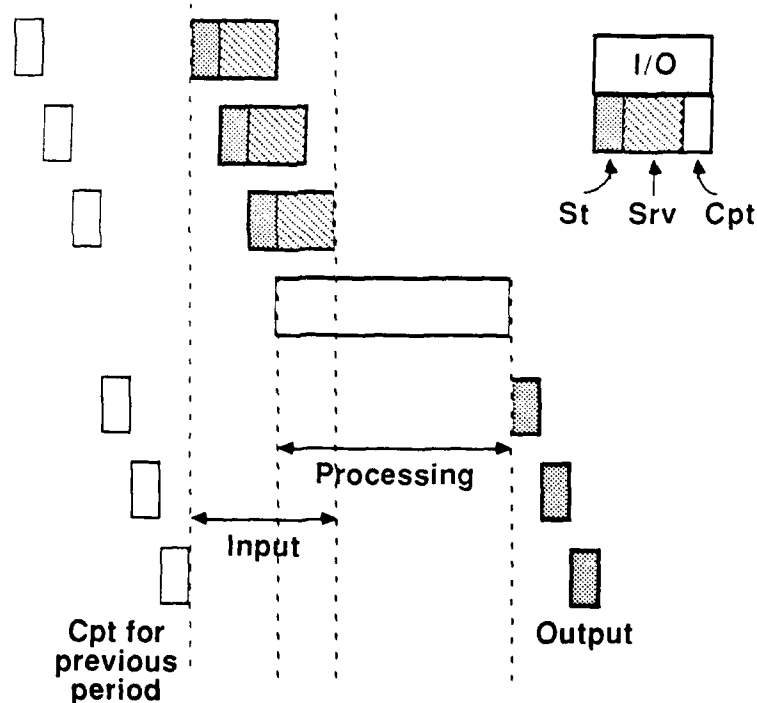 I/O
St Srv Cpt
Processing
Input
Cpt for
previous
period
Output